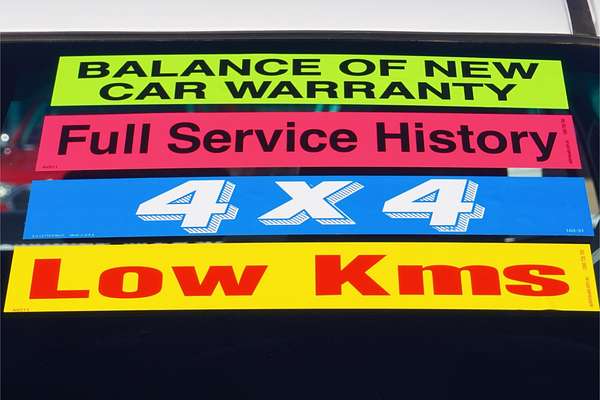 BALANCE OF NEW
CAR WARRANTY
Full Service History
4 x 4
Low Kms